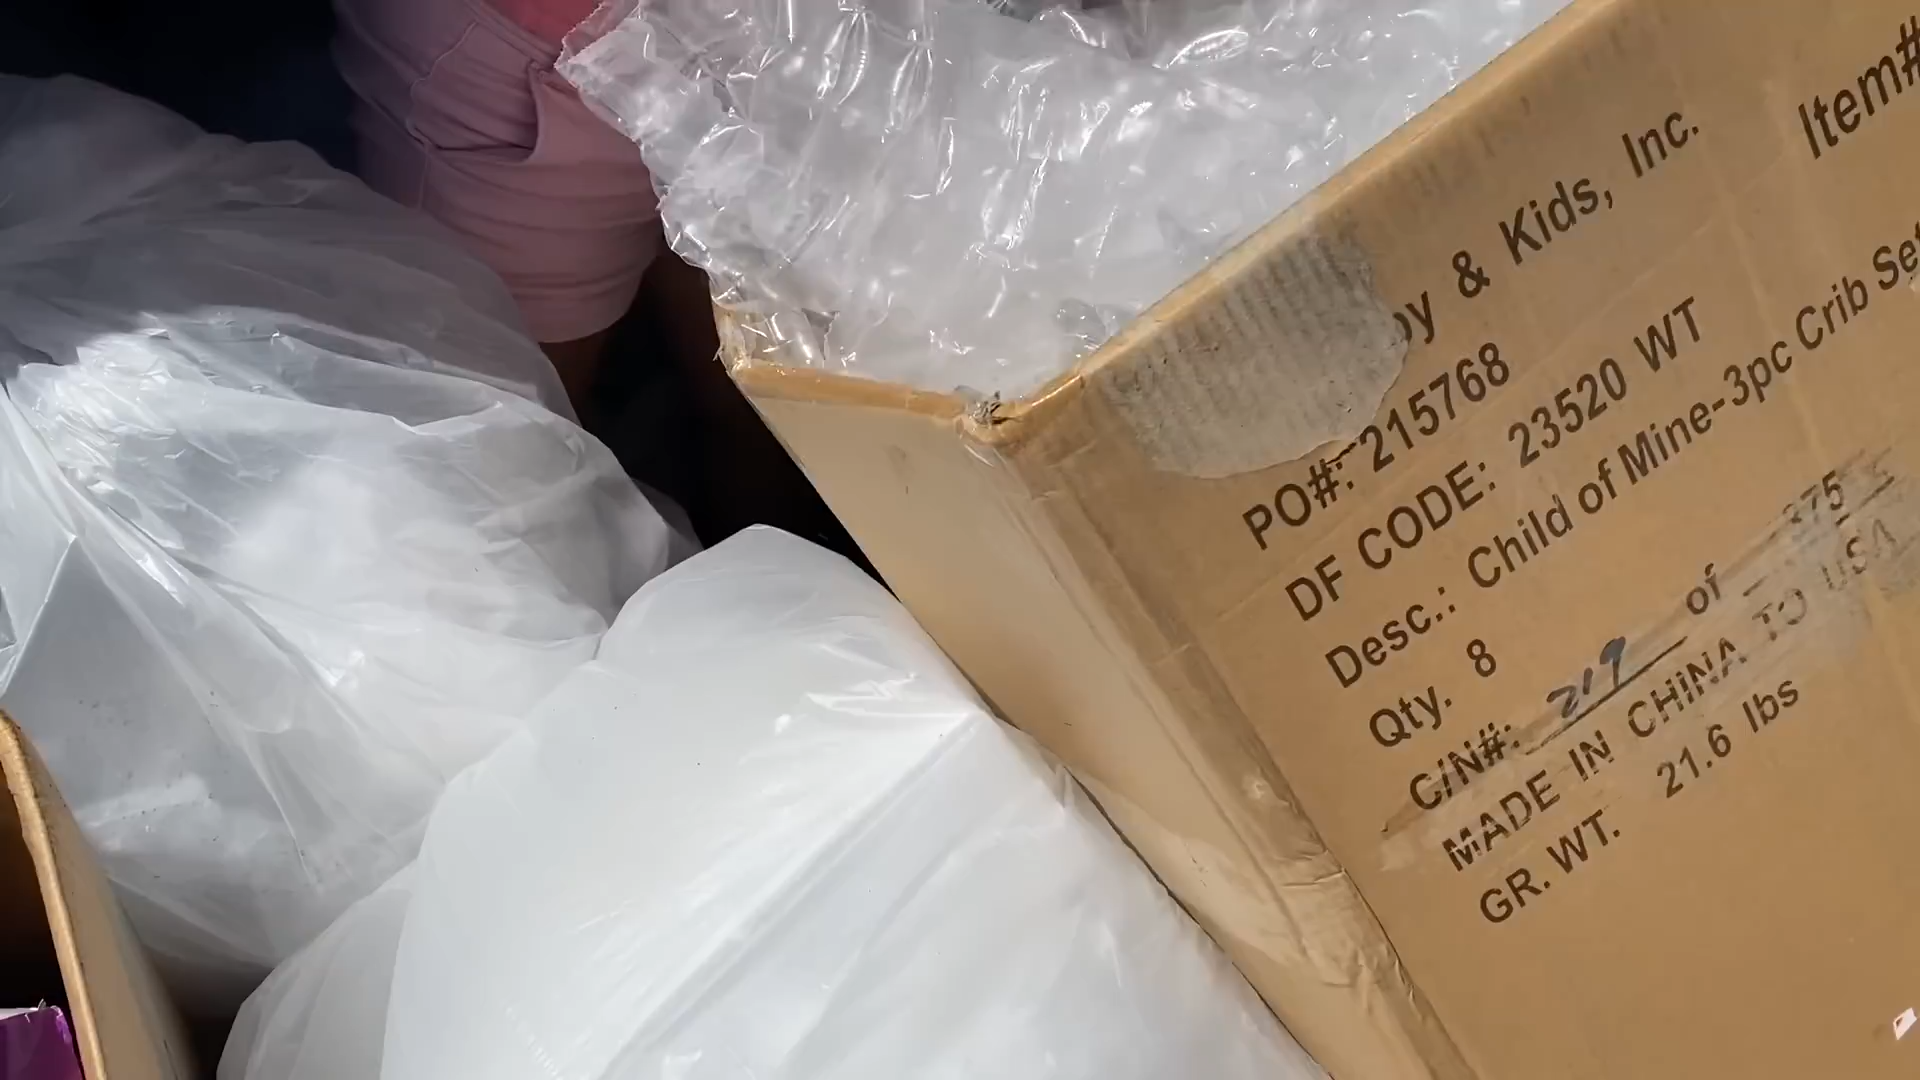 & Kids, Inc.
Item#
PO#: 215768
DF CODE: 23520 WT
Desc.: Child of Mine-3pc Crib Set
Qty. 8
C/N#: 219 of 375
MADE IN CHINA TO USA
GR. WT. 21.6 lbs